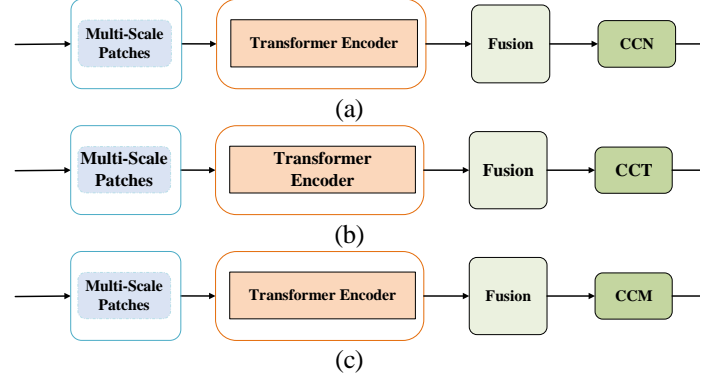 Multi-Scale
Patches
Transformer Encoder
Fusion
CCN
(a)
Multi-Scale
Patches
Transformer
Encoder
Fusion
CCT
(b)
Multi-Scale
Patches
Transformer Encoder
Fusion
CCM
(c)